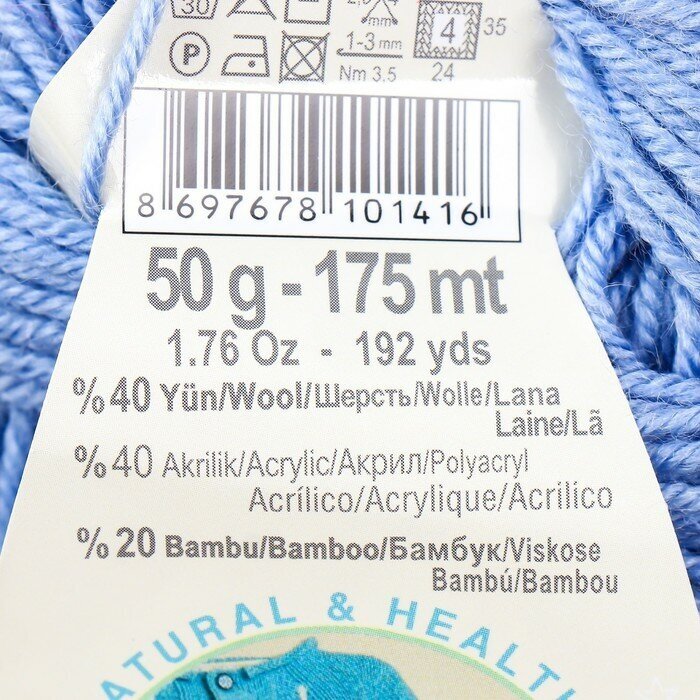 30
4
35
1-3 mm
P
Nm 3,5
24
8 697678 101416
50 g - 175 mt
1.76 Oz - 192 yds
%40 Yün/Wool/Шерсть/Wolle/Lana
Laine/Lã
%40 Akrilik/Acrylic/Акрил/Polyacryl
Acrílico/Acrylique/Acrilico
%20 Bambu/Bamboo/Бамбук/Viskose
Bambú/Bambou
NATURAL & HEALT